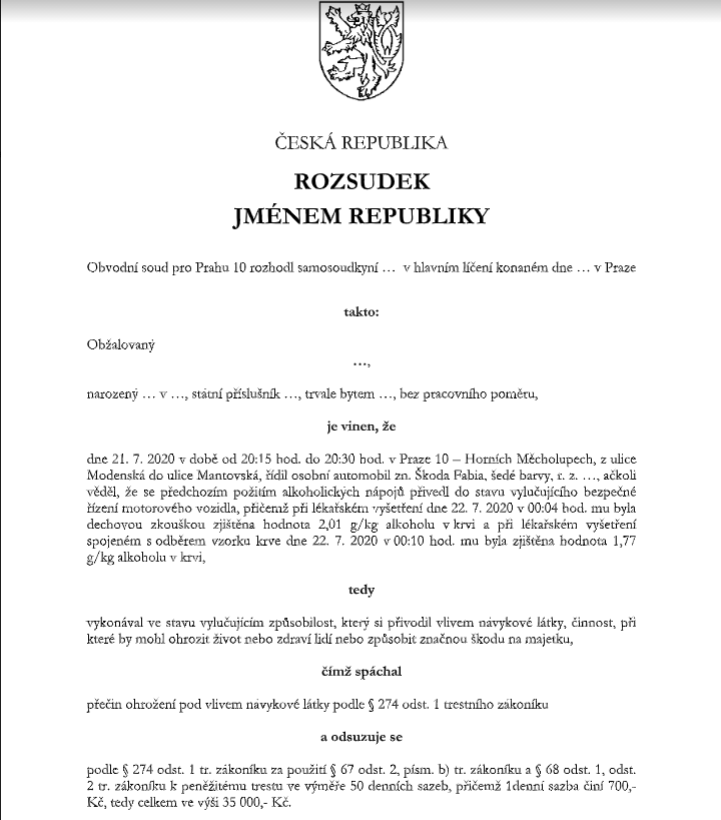 ČESKÁ REPUBLIKA
ROZSUDEK
JMÉNEM REPUBLIKY
Obvodní soud pro Prahu 10 rozhodl samosoudkyní … v hlavním líčení konaném dne … v Praze
takto:
Obžalovaný
…,
narozený … v …, státní příslušník …, trvale bytem …, bez pracovního poměru,
je vinen, že
dne 21. 7. 2020 v době od 20:15 hod. do 20:30 hod. v Praze 10 – Horních Měcholupech, z ulice
Modenská do ulice Mantovská, řídil osobní automobil zn. Škoda Fabia, šedé barvy, r. z. …, ačkoli
věděl, že se předchozím požitím alkoholických nápojů přivedl do stavu vylučujícího bezpečné
řízení motorového vozidla, přičemž při lékařském vyšetření dne 22. 7. 2020 v 00:04 hod. mu byla
dechovou zkouškou zjištěna hodnota 2,01 g/kg alkoholu v krvi a při lékařském vyšetření
spojeném s odběrem vzorku krve dne 22. 7. 2020 v 00:10 hod. mu byla zjištěna hodnota 1,77
g/kg alkoholu v krvi,
tedy
vykonával ve stavu vylučujícím způsobilost, který si přivodil vlivem návykové látky, činnost, při
které by mohl ohrozit život nebo zdraví lidí nebo způsobit značnou škodu na majetku,
čímž spáchal
přečin ohrožení pod vlivem návykové látky podle § 274 odst. 1 trestního zákoníku
a odsuzuje se
podle § 274 odst. 1 tr. zákoníku za použití § 67 odst. 2, písm. b) tr. zákoníku a § 68 odst. 1, odst.
2 tr. zákoníku k peněžitému trestu ve výměře 50 denních sazeb, přičemž 1denní sazba činí 700,-
Kč, tedy celkem ve výši 35 000,- Kč.